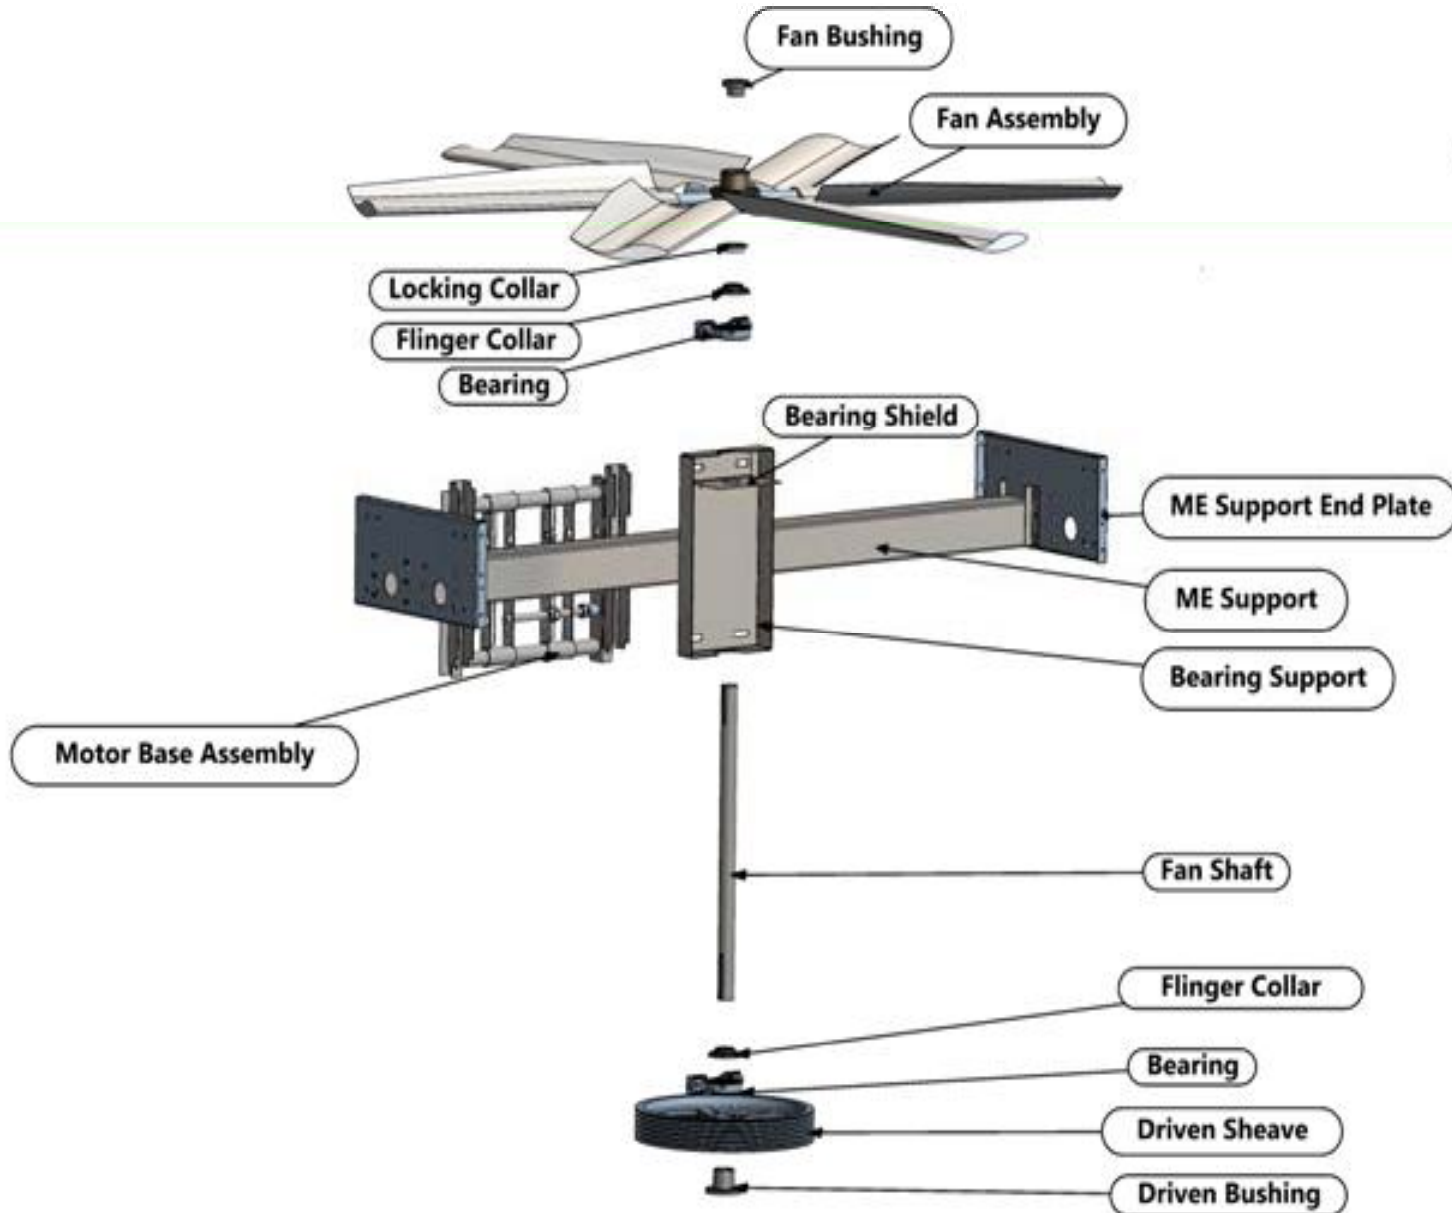 Fan Bushing
Fan Assembly
Locking Collar
Flinger Collar
Bearing
Bearing Shield
ME Support End Plate
ME Support
Bearing Support
Motor Base Assembly
Fan Shaft
Flinger Collar
Bearing
Driven Sheave
Driven Bushing